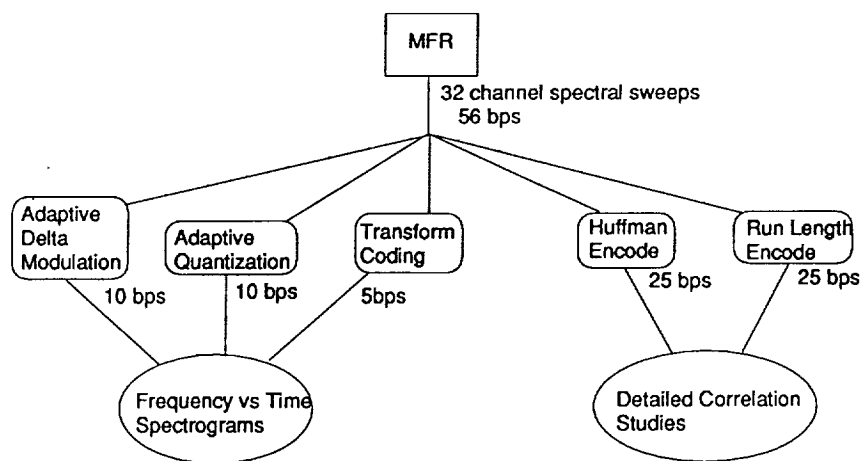 MFR
32 channel spectral sweeps
56 bps
Adaptive
Delta
Modulation
Adaptive
Quantization
Transform
Coding
Huffman
Encode
Run Length
Encode
10 bps
10 bps
5bps
25 bps
25 bps
Frequency vs Time
Spectrograms
Detailed Correlation
Studies